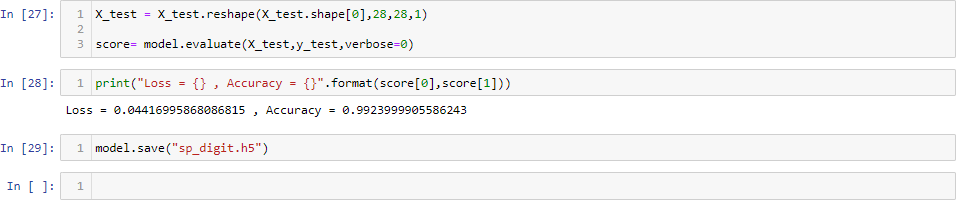 In [27]: 1 X_test = X_test.reshape(X_test.shape[0],28,28,1)
2
3 score= model.evaluate(X_test,y_test,verbose=0)
In [28]: 1 print("Loss = {} , Accuracy = {}".format(score[0],score[1]))
Loss = 0.04416995868086815 , Accuracy = 0.9923999905586243
In [29]: 1 model.save("sp_digit.h5")
In [ ]: 1